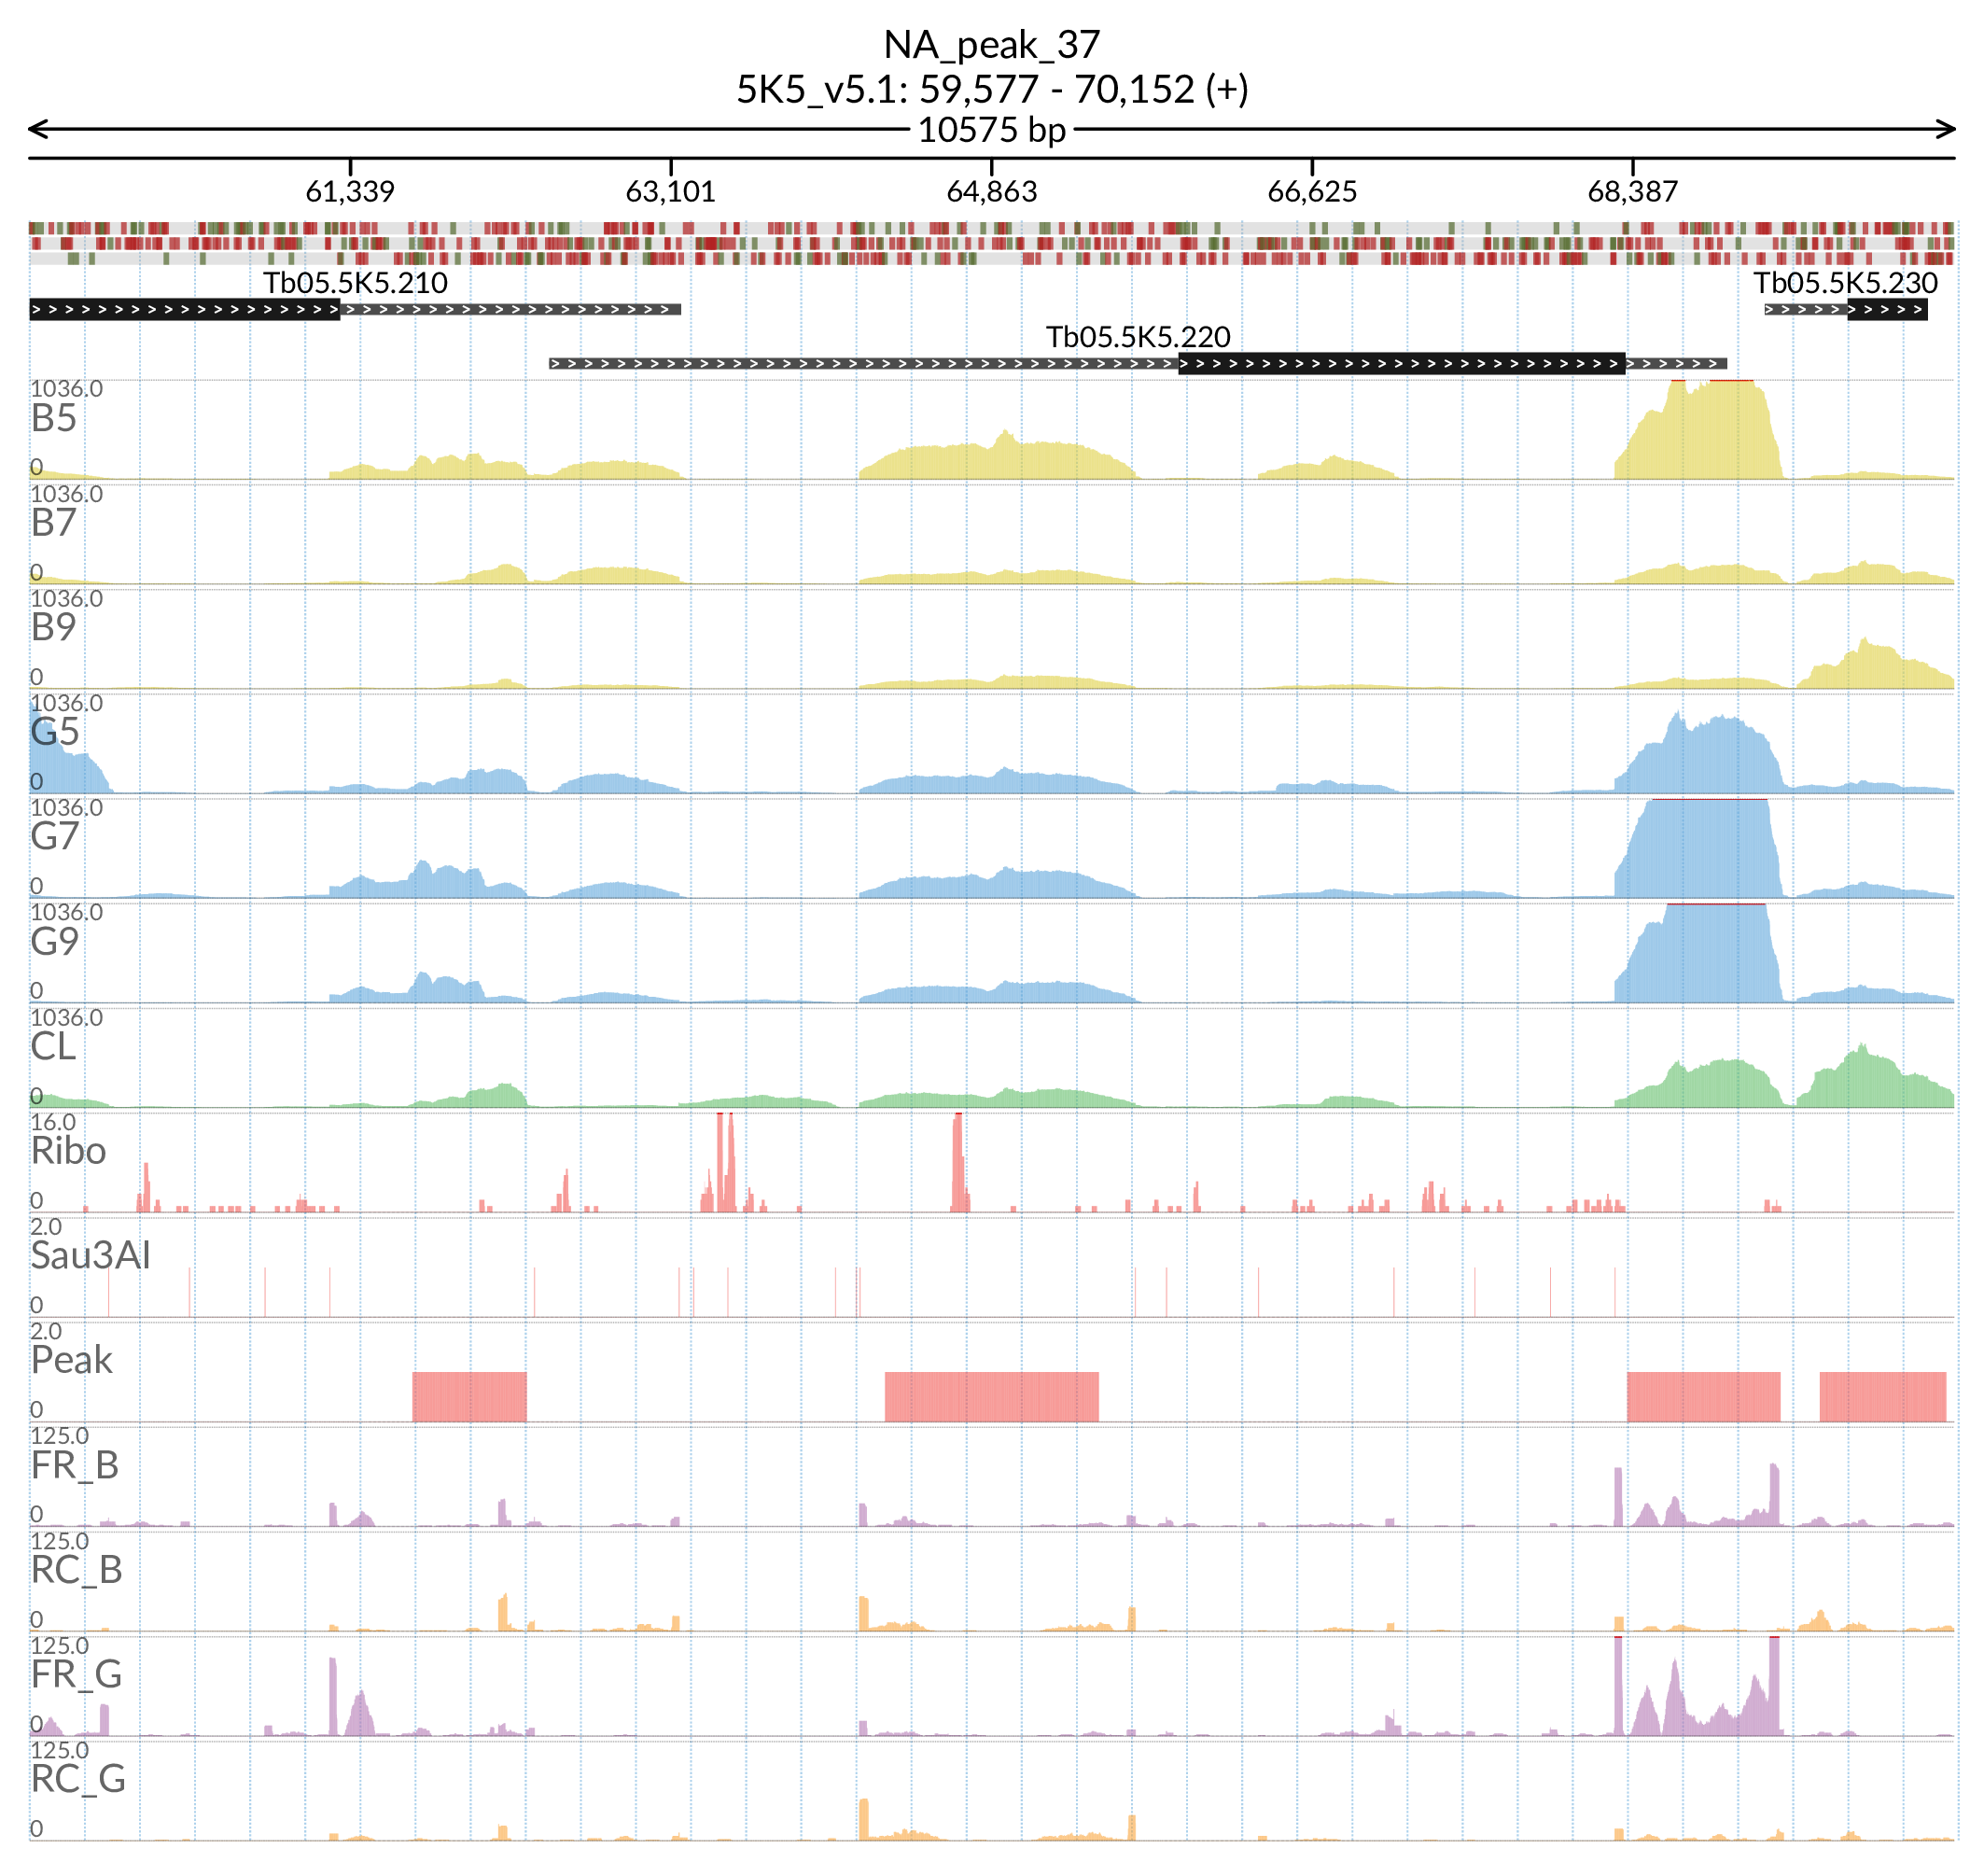 NA_peak_37
5K5_v5.1: 59,577 - 70,152 (+)
10575 bp
61,339 63,101 64,863 66,625 68,387
Tb05.5K5.210 Tb05.5K5.230
Tb05.5K5.220
1036.0
B5
0
1036.0
B7
0
1036.0
B9
0
1036.0
G5
0
1036.0
G7
0
1036.0
G9
0
1036.0
CL
0
16.0
Ribo
0
2.0
Sau3AI
0
2.0
Peak
0
125.0
FR_B
0
125.0
RC_B
0
125.0
FR_G
0
125.0
RC_G
0